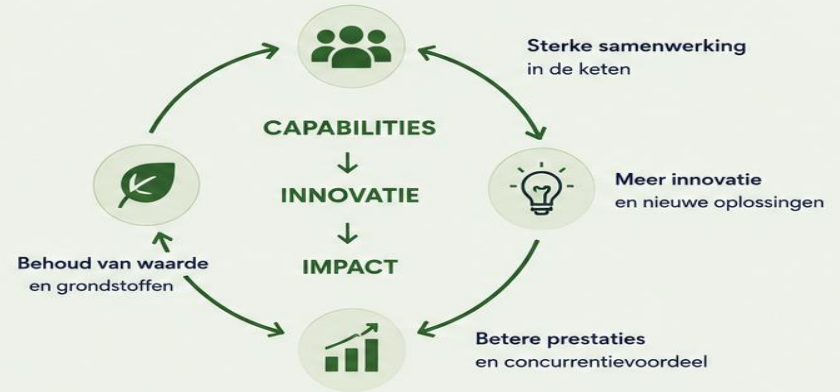 Sterke samenwerking
in de keten
CAPABILITIES
INNOVATIE
IMPACT
Meer innovatie
en nieuwe oplossingen
Behoud van waarde
en grondstoffen
Betere prestaties
en concurrentievoordeel